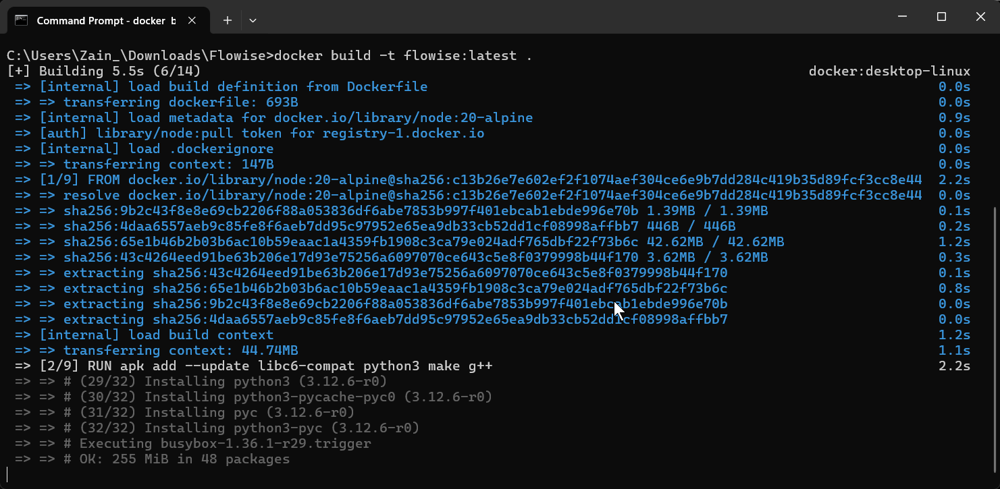 Command Prompt - docker b
C:\Users\Zain_\Downloads\Flowise>docker build -t flowise:latest .
[+] Building 5.5s (6/14) docker:desktop-linux
=> [internal] load build definition from Dockerfile 0.0s
=> => transferring dockerfile: 693B 0.0s
=> [internal] load metadata for docker.io/library/node:20-alpine 0.9s
=> [auth] library/node:pull token for registry-1.docker.io 0.0s
=> [internal] load .dockerignore 0.0s
=> => transferring context: 147B 0.0s
=> [1/9] FROM docker.io/library/node:20-alpine@sha256:c13b26e7e602ef2f1074aef304ce6e9b7dd284c419b35d89fcf3cc8e44 2.2s
=> => resolve docker.io/library/node:20-alpine@sha256:c13b26e7e602ef2f1074aef304ce6e9b7dd284c419b35d89fcf3cc8e44 0.0s
=> => sha256:9b2c43f8e8e69cb2206f88a053836df6abe7853b997f401ebcab1ebde996e70b 1.39MB / 1.39MB 0.1s
=> => sha256:4daa6557aeb9c85fe8f6aeb7dd95c97952e65ea9db33cb52dd1cf08998affbb7 446B / 446B 0.2s
=> => sha256:65e1b46b2b03b6ac10b59eaac1a4359fb1908c3ca79e024adf765dbf22f73b6c 42.62MB / 42.62MB 1.2s
=> => sha256:43c4264eed91be63b206e17d93e75256a6097070ce643c5e8f0379998b44f170 3.62MB / 3.62MB 0.3s
=> => extracting sha256:43c4264eed91be63b206e17d93e75256a6097070ce643c5e8f0379998b44f170 0.1s
=> => extracting sha256:65e1b46b2b03b6ac10b59eaac1a4359fb1908c3ca79e024adf765dbf22f73b6c 0.8s
=> => extracting sha256:9b2c43f8e8e69cb2206f88a053836df6abe7853b997f401ebcab1ebde996e70b 0.0s
=> => extracting sha256:4daa6557aeb9c85fe8f6aeb7dd95c97952e65ea9db33cb52dd1cf08998affbb7 0.0s
=> [internal] load build context 1.2s
=> => transferring context: 44.74MB 1.1s
=> [2/9] RUN apk add --update libc6-compat python3 make g++ 2.2s
=> => # (29/32) Installing python3 (3.12.6-r0)
=> => # (30/32) Installing python3-pycache-pyc0 (3.12.6-r0)
=> => # (31/32) Installing pyc (3.12.6-r0)
=> => # (32/32) Installing python3-pyc (3.12.6-r0)
=> => # Executing busybox-1.36.1-r29.trigger
=> => # OK: 255 MiB in 48 packages